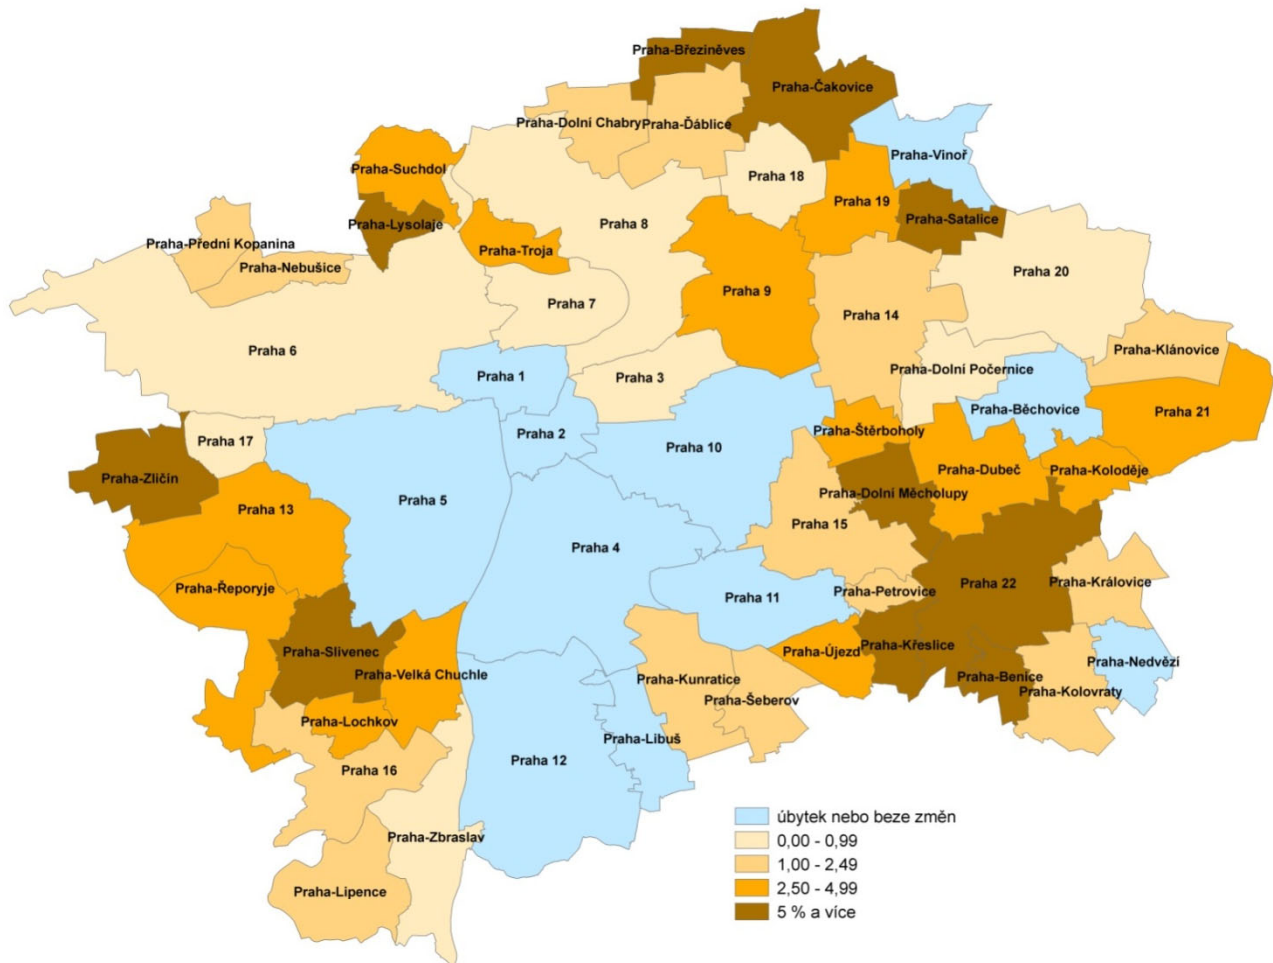 Praha-Březiněves
Praha-Čakovice
Praha-Dolní Chabry
Praha-Ďáblice
Praha-Vinoř
Praha-Suchdol
Praha 18
Praha 19
Praha-Satalice
Praha-Lysolaje
Praha 8
Praha-Přední Kopanina
Praha-Troja
Praha-Nebušice
Praha 20
Praha 9
Praha 7
Praha 14
Praha 6
Praha-Klánovice
Praha 1
Praha 3
Praha-Dolní Počernice
Praha-Běchovice
Praha 21
Praha 17
Praha 2
Praha-Štěrboholy
Praha 10
Praha-Dubeč
Praha-Koloděje
Praha-Zličín
Praha 5
Praha-Dolní Měcholupy
Praha 13
Praha 15
Praha 4
Praha-Řeporyje
Praha 22
Praha-Královice
Praha-Petrovice
Praha 11
Praha-Slivenec
Praha-Újezd
Praha-Křeslice
Praha-Nedvězí
Praha-Velká Chuchle
Praha-Kunratice
Praha-Benice
Praha-Kolovraty
Praha-Šeberov
Praha-Lochkov
Praha-Libuš
Praha 16
Praha 12
Praha-Zbraslav
Praha-Lipence
úbytek nebo beze změn
0,00 - 0,99
1,00 - 2,49
2,50 - 4,99
5 % a více